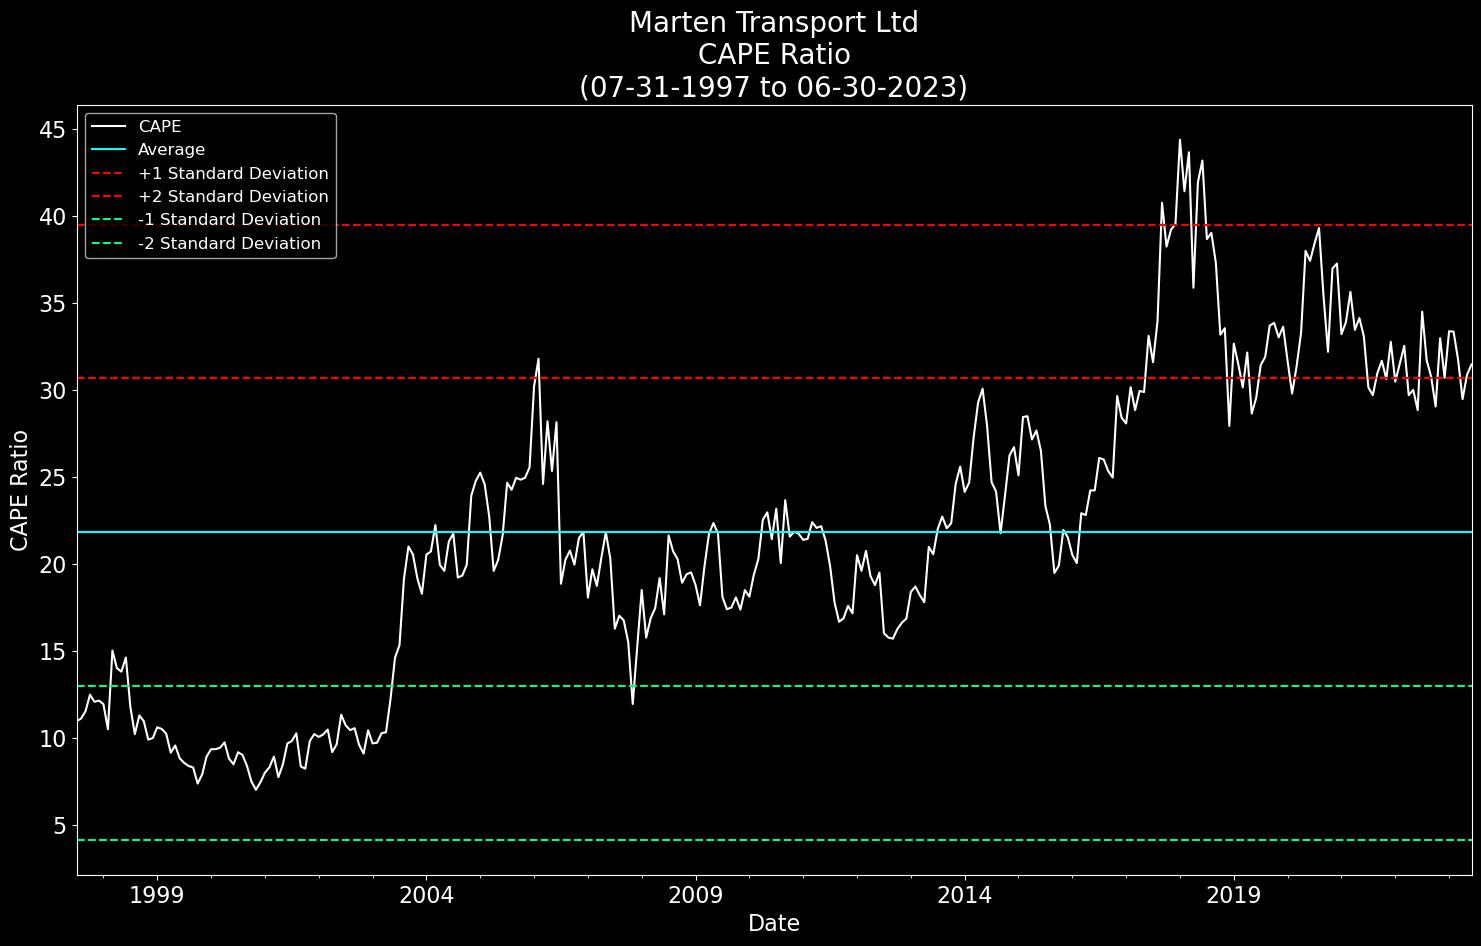 Marten Transport Ltd
CAPE Ratio
(07-31-1997 to 06-30-2023)
CAPE
Average
+1 Standard Deviation
+2 Standard Deviation
-1 Standard Deviation
-2 Standard Deviation
45
40
35
30
25
20
15
10
5
CAPE Ratio
1999
2004
2009
2014
2019
Date